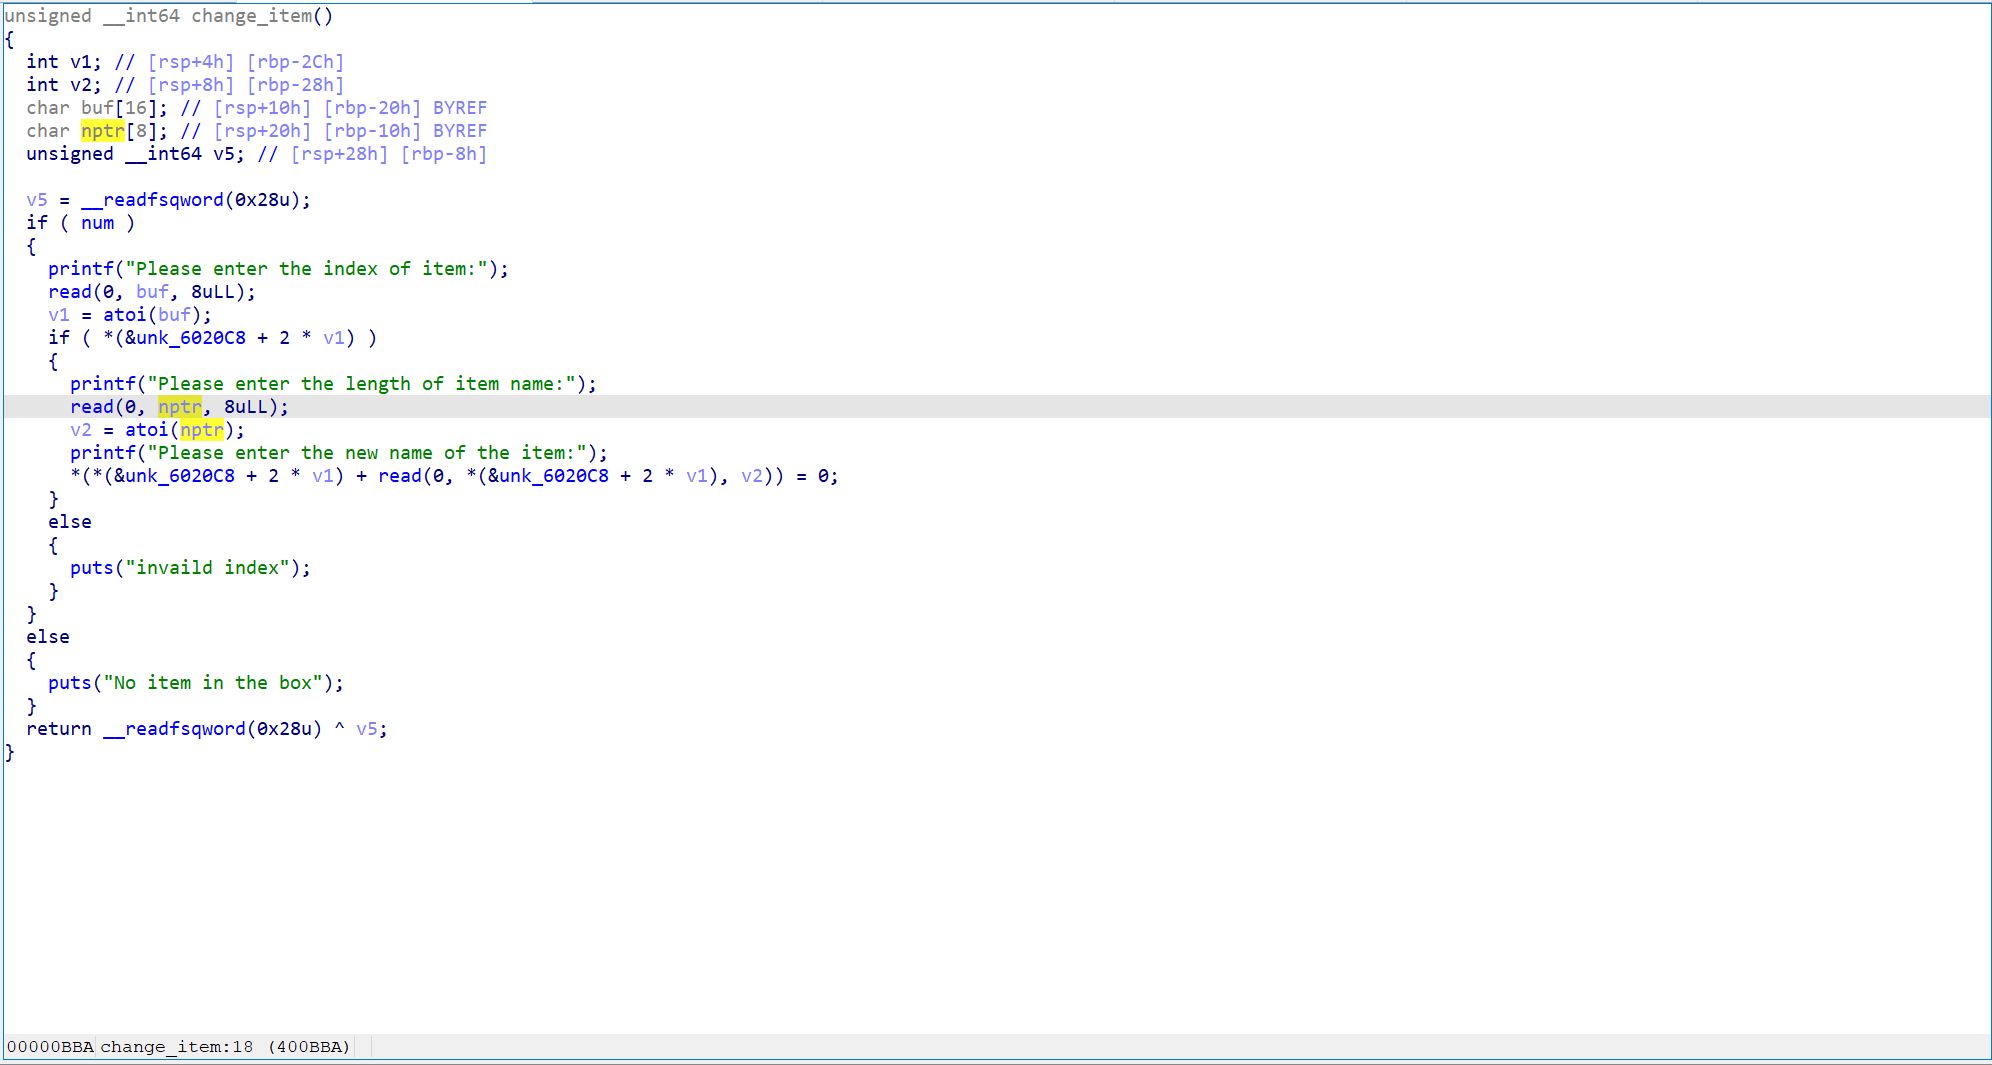 unsigned __int64 change_item()
{
  int v1; // [rsp+4h] [rbp-2Ch]
  int v2; // [rsp+8h] [rbp-28h]
  char buf[16]; // [rsp+10h] [rbp-20h] BYREF
  char nptr[8]; // [rsp+20h] [rbp-10h] BYREF
  unsigned __int64 v5; // [rsp+28h] [rbp-8h]

  v5 = __readfsqword(0x28u);
  if ( num )
  {
    printf("Please enter the index of item:");
    read(0, buf, 8uLL);
    v1 = atoi(buf);
    if ( *(&unk_6020C8 + 2 * v1) )
    {
      printf("Please enter the length of item name:");
      read(0, nptr, 8uLL);
      v2 = atoi(nptr);
      printf("Please enter the new name of the item:");
      *(*(&unk_6020C8 + 2 * v1) + read(0, *(&unk_6020C8 + 2 * v1), v2)) = 0;
    }
    else
    {
      puts("invaild index");
    }
  }
  else
  {
    puts("No item in the box");
  }
  return __readfsqword(0x28u) ^ v5;
}
00000BBA change_item:18 (400BBA)